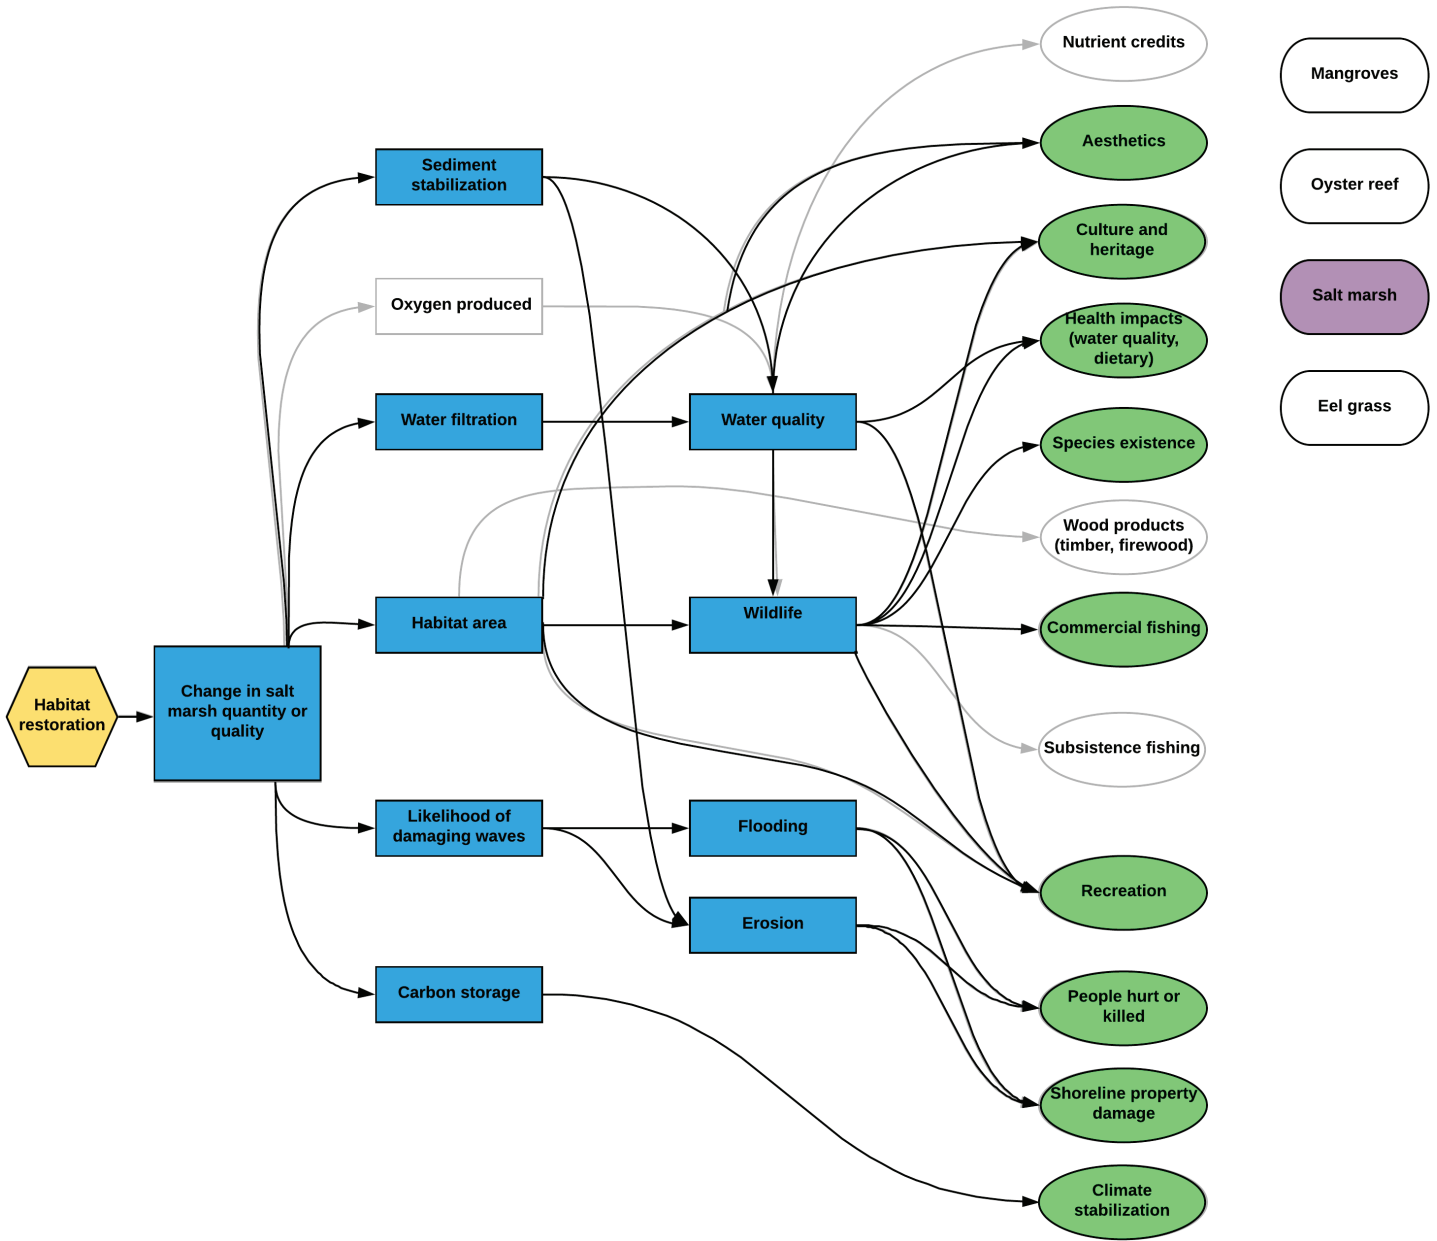 Habitat
restoration
Change in salt
marsh quantity or
quality
Sediment
stabilization
Oxygen produced
Water filtration
Habitat area
Likelihood of
damaging waves
Carbon storage
Water quality
Wildlife
Flooding
Erosion
Nutrient credits
Aesthetics
Culture and
heritage
Health impacts
(water quality,
dietary)
Species existence
Wood products
(timber, firewood)
Commercial fishing
Subsistence fishing
Recreation
People hurt or
killed
Shoreline property
damage
Climate
stabilization
Mangroves
Oyster reef
Salt marsh
Eel grass